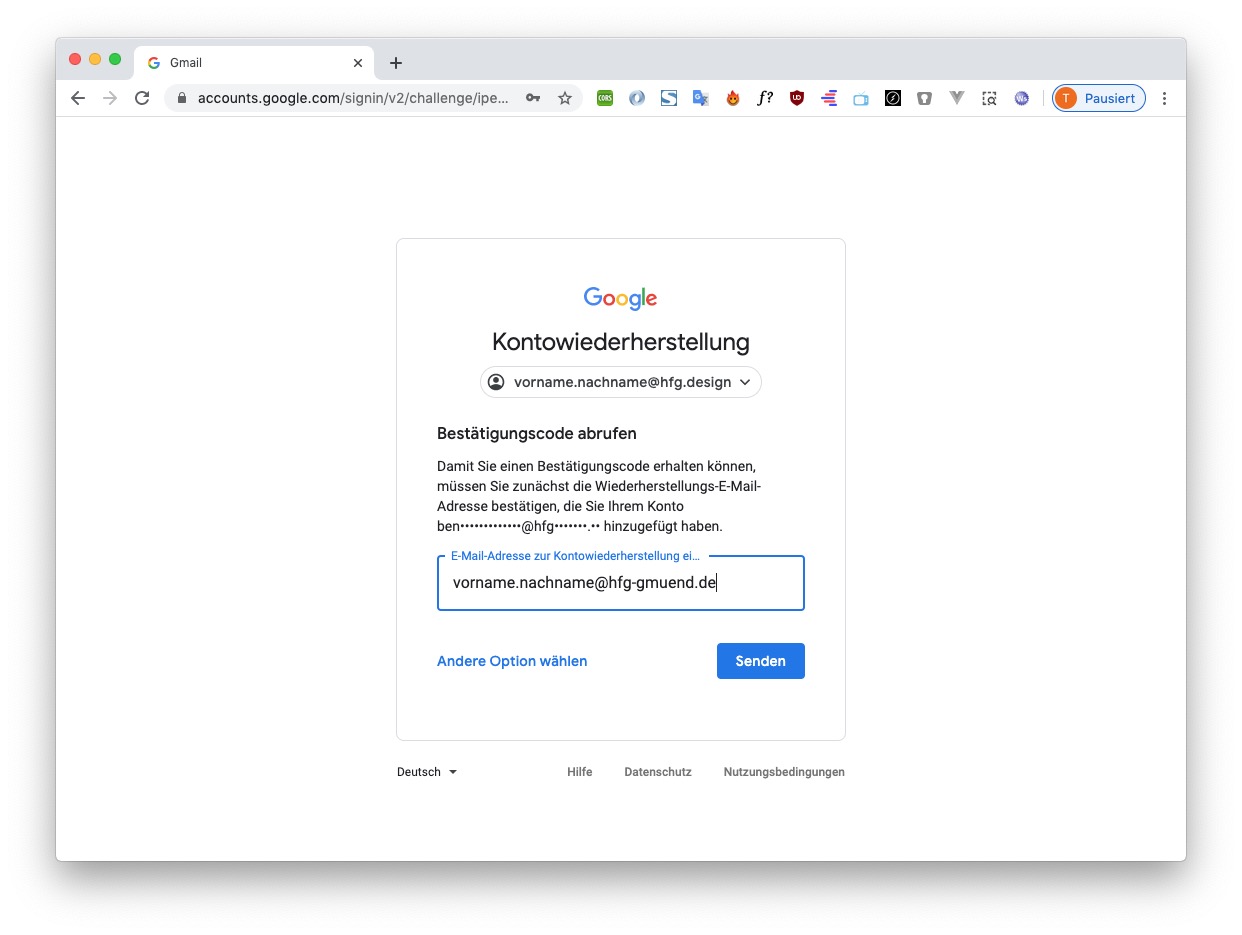 Gmail
accounts.google.com/signin/v2/challenge/ipe...
CORS
f?
UD
Ws
T Pausiert
Google
Kontowiederherstellung
vorname.nachname@hfg.design
Bestätigungscode abrufen
Damit Sie einen Bestätigungscode erhalten können,
müssen Sie zunächst die Wiederherstellungs-E-Mail-
Adresse bestätigen, die Sie Ihrem Konto
ben•••••••••••••@hfg•••••••.•• hinzugefügt haben.
E-Mail-Adresse zur Kontowiederherstellung ei...
vorname.nachname@hfg-gmuend.de
Andere Option wählen
Senden
Deutsch
Hilfe
Datenschutz
Nutzungsbedingungen